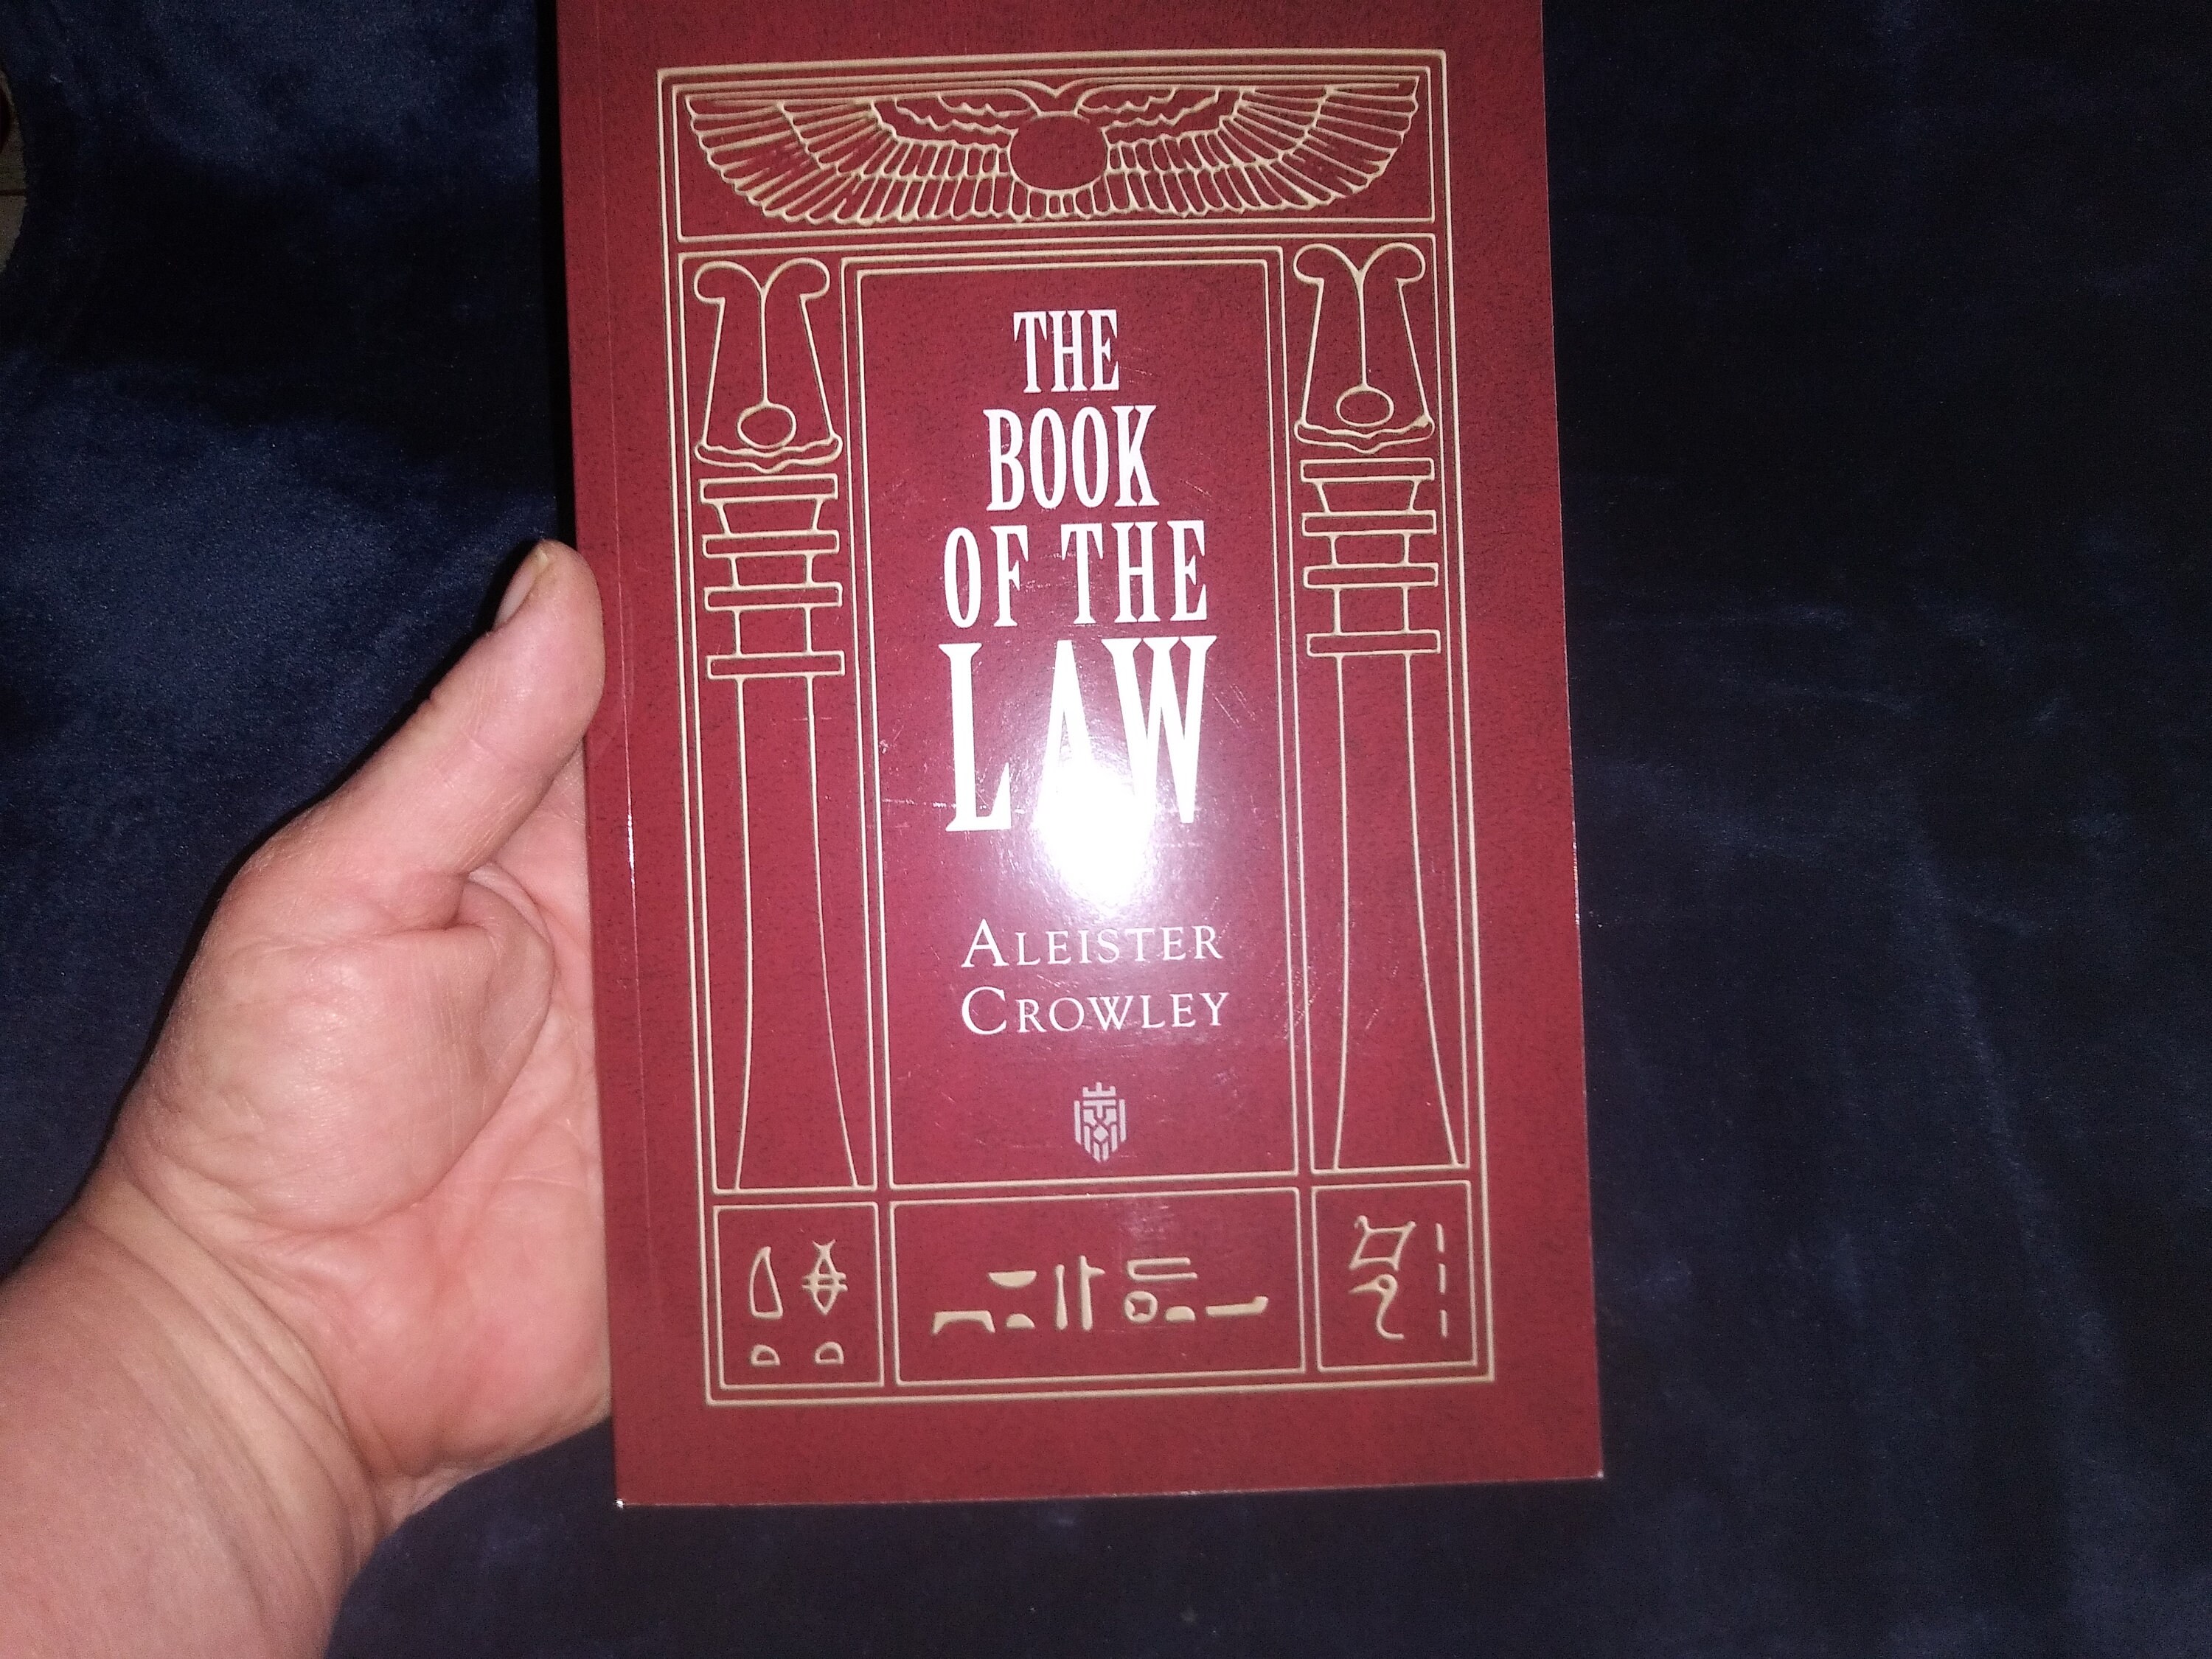 THE
BOOK
OF THE
LAW
ALEISTER
CROWLEY